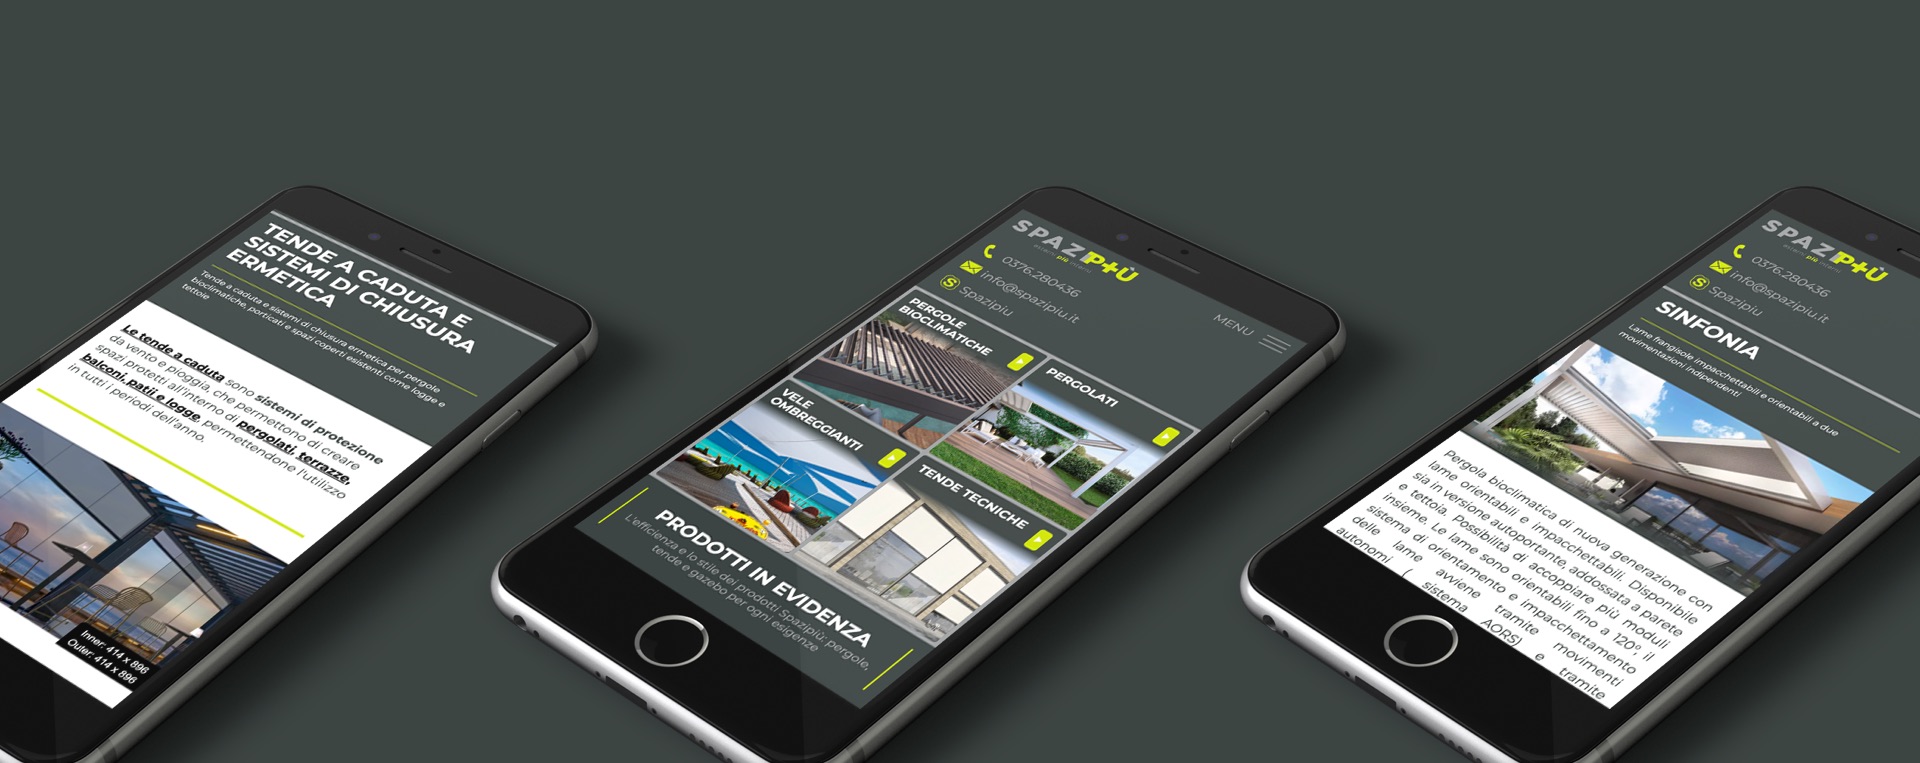 TENDE A CADUTA E
SISTEMI DI CHIUSURA
ERMETICA
Tende a caduta e sistemi di chiusura ermetica per pergole
bioclimatiche, porticati e spazi coperti esistenti come logge e
tettoie
Le tende a caduta sono sistemi di protezione
da vento e pioggia, che permettono di creare
spazi protetti all'interno di pergolati, terrazze,
balconi, patii e logge, permettendone l'utilizzo
in tutti i periodi dell'anno.
Inner: 414 x 896
Outer: 414 x 896
SPAZIPIÙ
esterni più interni
0376.280436
info@spazipiu.it
Spazipiu
MENU
PERGOLE
BIOCLIMATICHE
PERGOLATI
VELE
OMBREGGIANTI
TENDE TECNICHE
PRODOTTI IN EVIDENZA
L'efficienza e lo stile dei prodotti Spazipiù: pergole,
tende e gazebo per ogni esigenze
SPAZIPIÙ
esterni più interni
0376.280436
info@spazipiu.it
Spazipiu
SINFONIA
Lame frangisole impacchettabili e orientabili a due
movimentazioni indipendenti
Pergola bioclimatica di nuova generazione con
lame orientabili e impacchettabili. Disponibile
sia in versione autoportante, addossata a parete
e tettoia. Possibilità di accoppiare più moduli
insieme. Le lame sono orientabili fino a 120°, il
sistema di orientamento e impacchettamento
delle lame avviene tramite movimenti
autonomi ( sistema AORS) e tramite